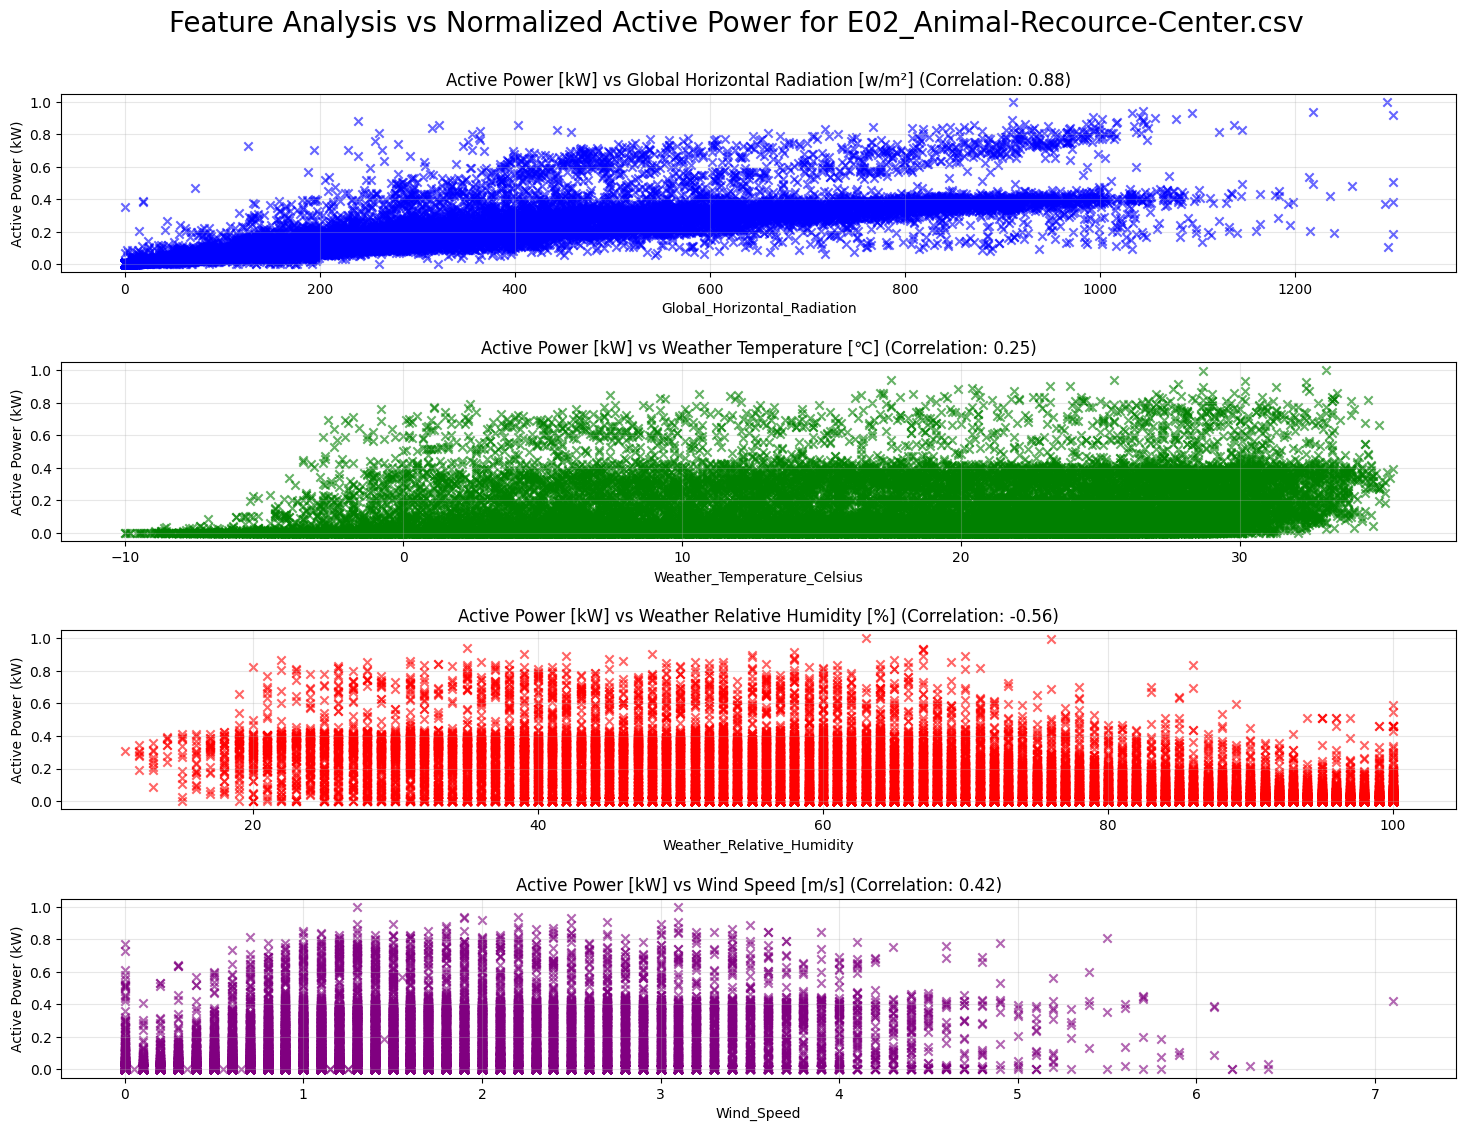 Feature Analysis vs Normalized Active Power for E02_Animal-Recource-Center.csv
Active Power [kW] vs Global Horizontal Radiation [w/m²] (Correlation: 0.88)
Active Power (kW)
1.0
0.8
0.6
0.4
0.2
0.0
0 200 400 600 800 1000 1200
Global_Horizontal_Radiation
Active Power [kW] vs Weather Temperature [℃] (Correlation: 0.25)
Active Power (kW)
1.0
0.8
0.6
0.4
0.2
0.0
−10 0 10 20 30
Weather_Temperature_Celsius
Active Power [kW] vs Weather Relative Humidity [%] (Correlation: -0.56)
Active Power (kW)
1.0
0.8
0.6
0.4
0.2
0.0
20 40 60 80 100
Weather_Relative_Humidity
Active Power [kW] vs Wind Speed [m/s] (Correlation: 0.42)
Active Power (kW)
1.0
0.8
0.6
0.4
0.2
0.0
0 1 2 3 4 5 6 7
Wind_Speed